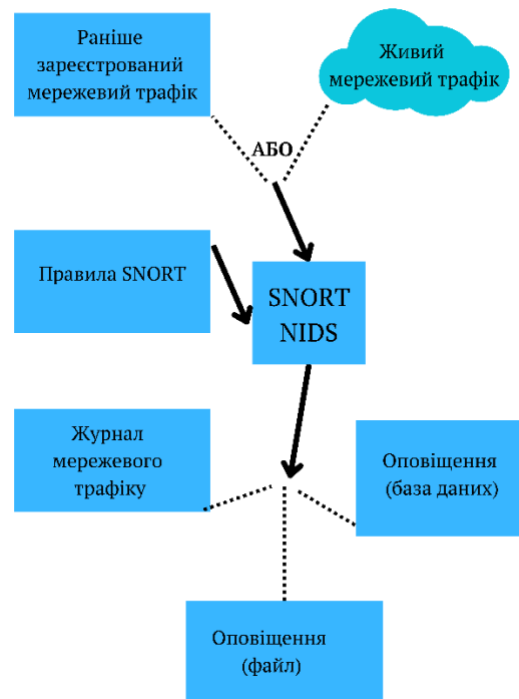 Раніше
зареєстрований
мережевий трафік
Живий
мережевий трафік
АБО
Правила SNORT
SNORT
NIDS
Журнал
мережевого
трафіку
Оповіщення
(база даних)
Оповіщення
(файл)